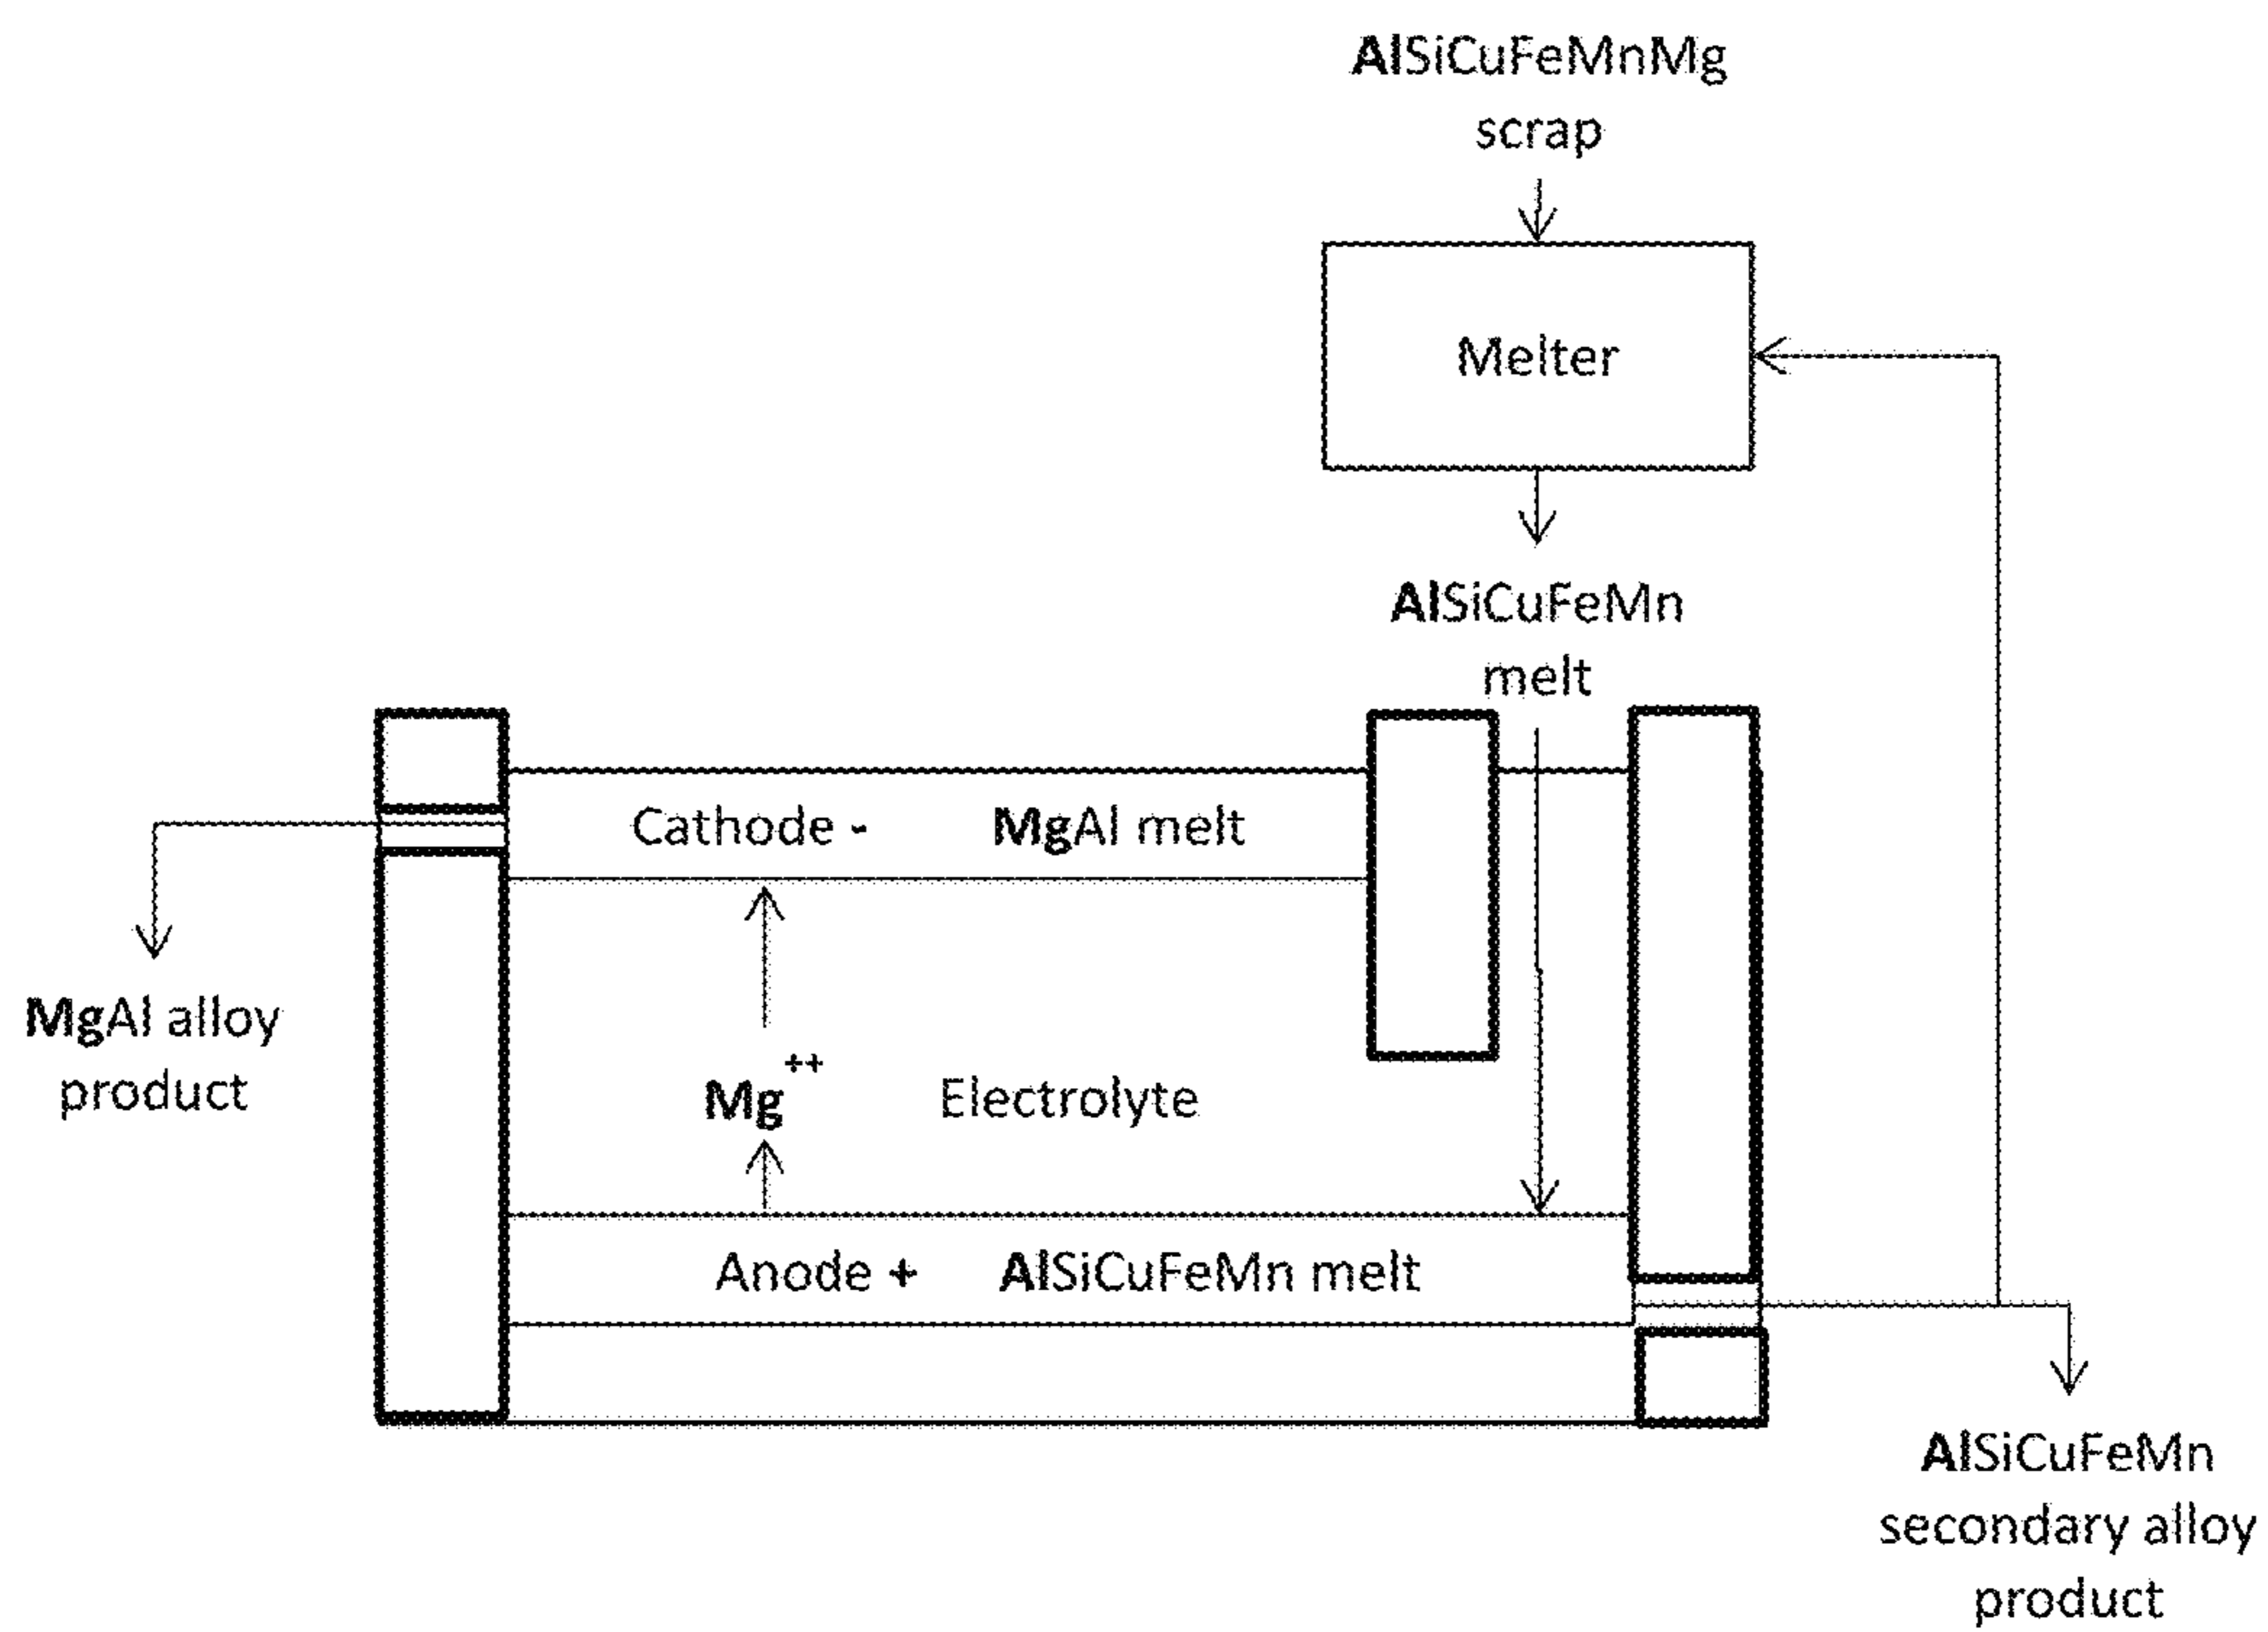 AlSiCuFeMnMg
scrap
Melter
AlSiCuFeMn
melt
Cathode - MgAl melt
MgAl alloy
product
Mg++ Electrolyte
Anode + AlSiCuFeMn melt
AlSiCuFeMn
secondary alloy
product